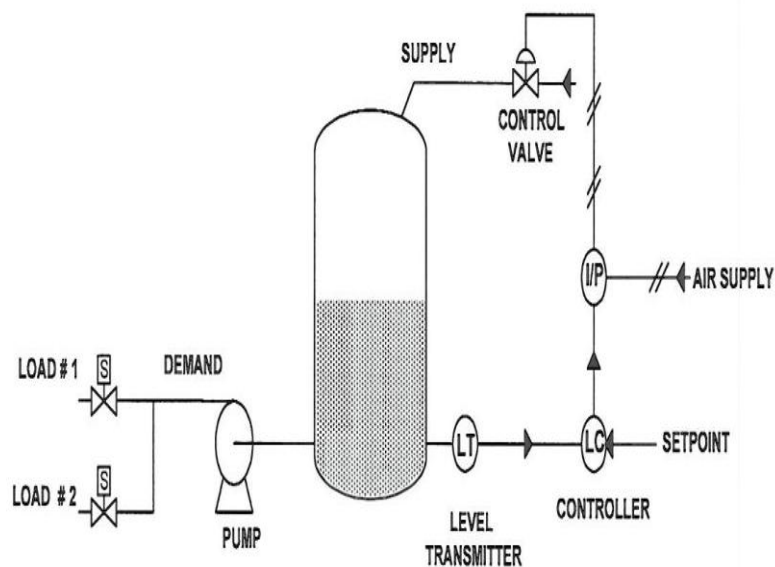 SUPPLY
CONTROL
VALVE
I/P
AIR SUPPLY
S
LOAD # 1
DEMAND
LT
LC
SETPOINT
S
LOAD # 2
PUMP
LEVEL
TRANSMITTER
CONTROLLER